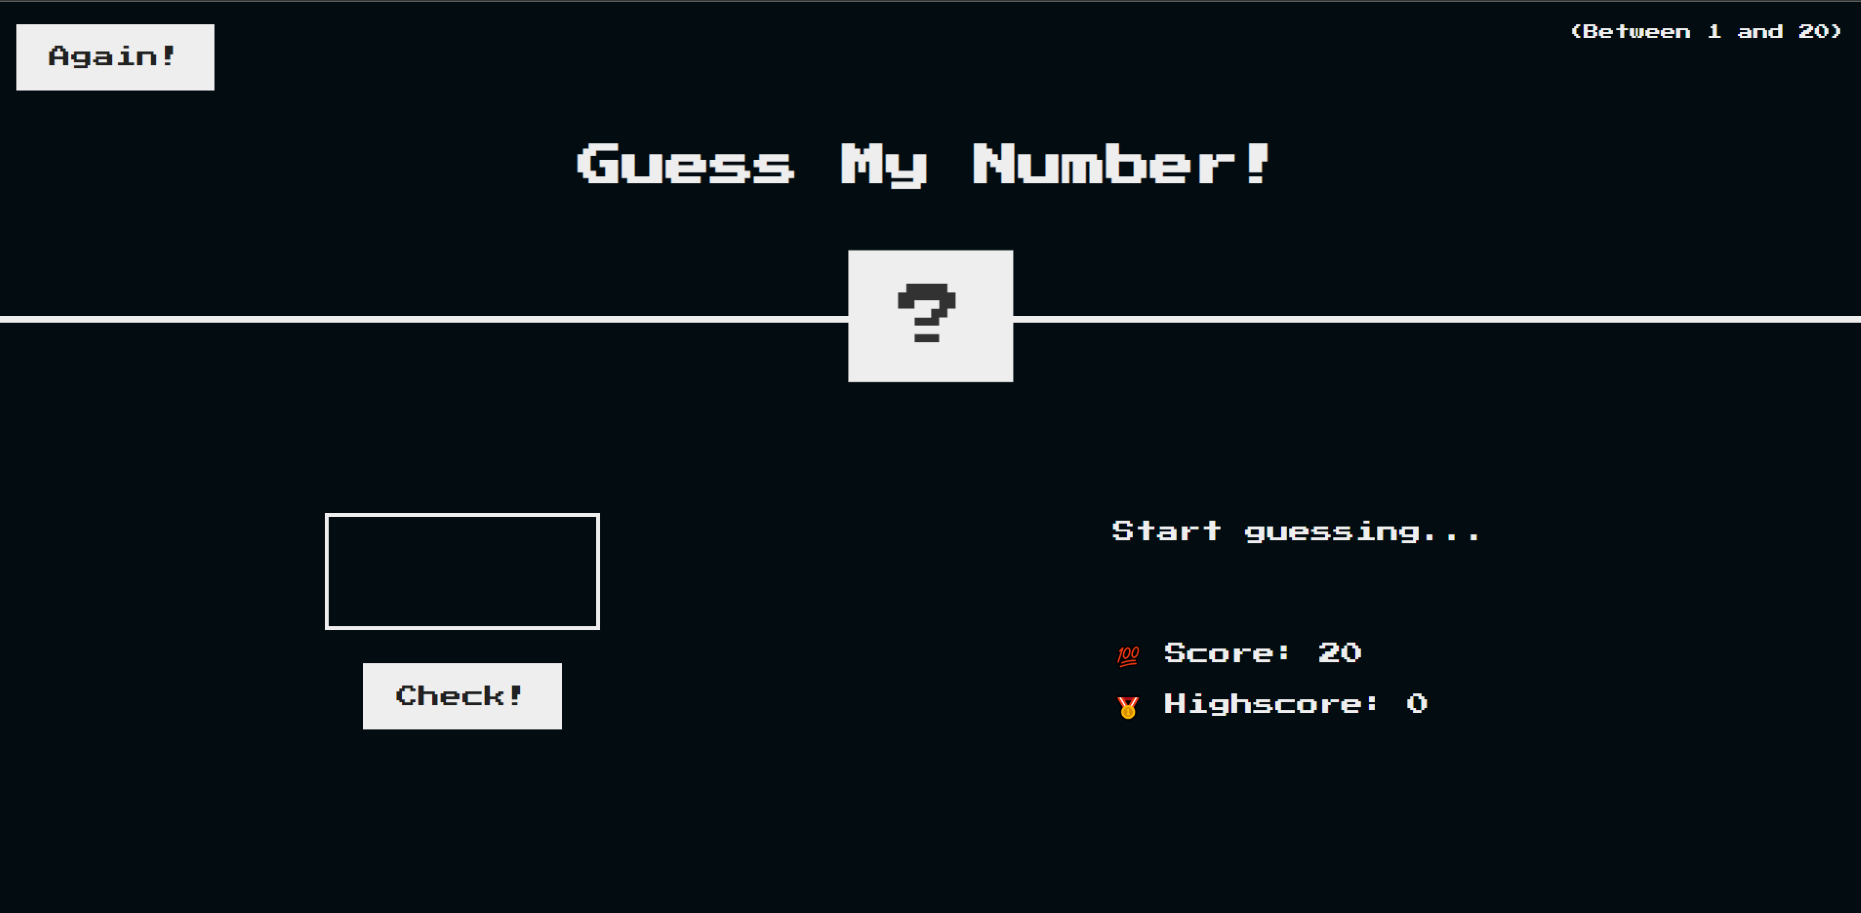 Again!
(Between 1 and 20)
Guess My Number!
?
Start guessing...
💯 Score: 20
🥇 Highscore: 0
Check!